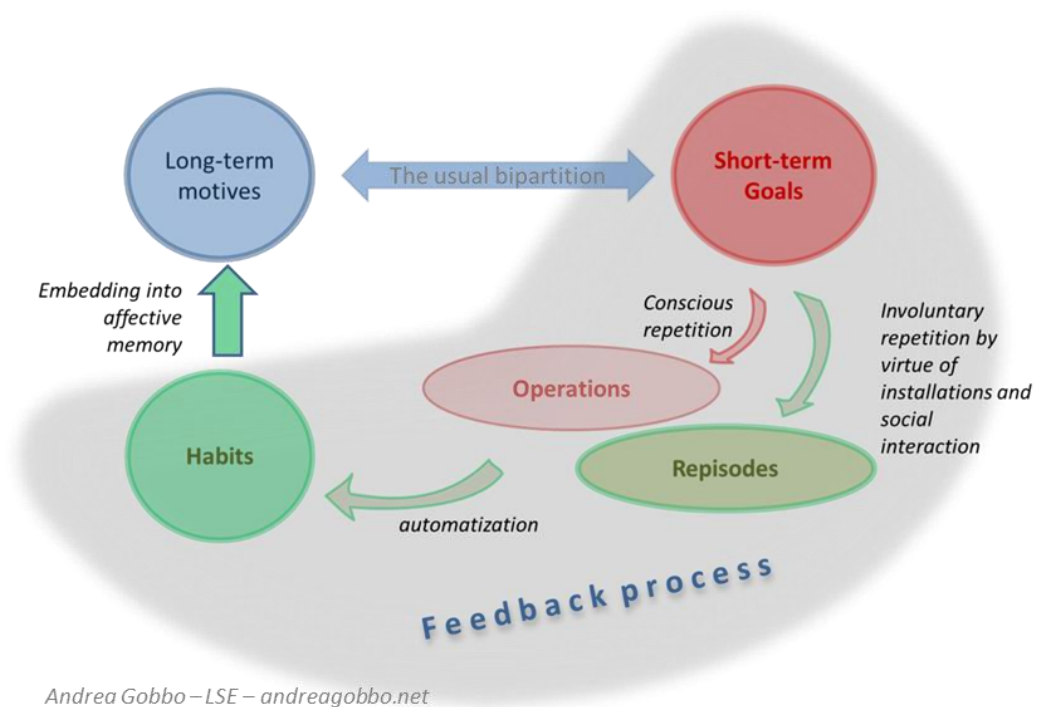 Long-term
motives
The usual bipartition
Short-term
Goals
Embedding into
affective
memory
Conscious
repetition
Involuntary
repetition by
virtue of
installations and
social
interaction
Operations
Habits
Repisodes
automatization
Feedback process
Andrea Gobbo – LSE – andreagobbo.net